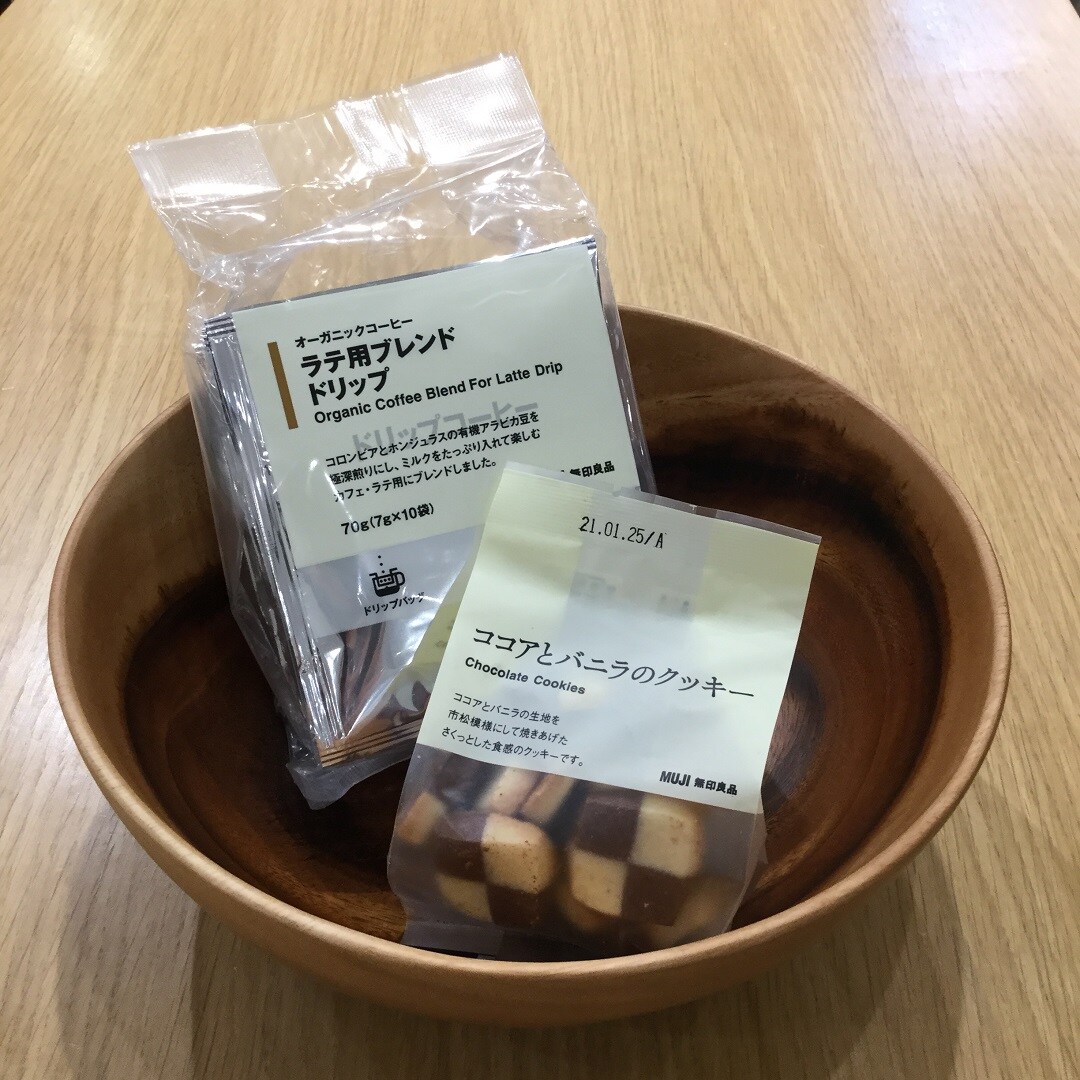 オーガニックコーヒー
ラテ用ブレンド
ドリップ
Organic Coffee Blend For Latte Drip
ドリップコーヒー
コロンビアとホンジュラスの有機アラビカ豆を
極深煎りにし、ミルクをたっぷり入れて楽しむ
カフェ・ラテ用にブレンドしました。
無印良品
70g(7g×10袋)
ドリップバッグ
21.01.25/A
ココアとバニラのクッキー
Chocolate Cookies
ココアとバニラの生地を
市松模様にして焼きあげた
さくっとした食感のクッキーです。
MUJI 無印良品